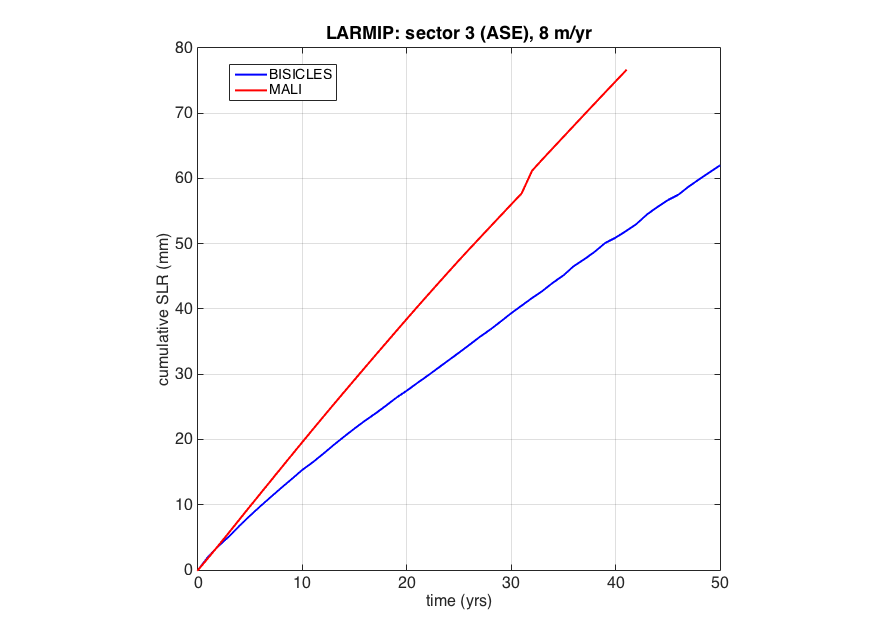 LARMIP: sector 3 (ASE), 8 m/yr
BISICLES
MALI
80
70
60
50
40
30
20
10
0
cumulative SLR (mm)
0 10 20 30 40 50
time (yrs)